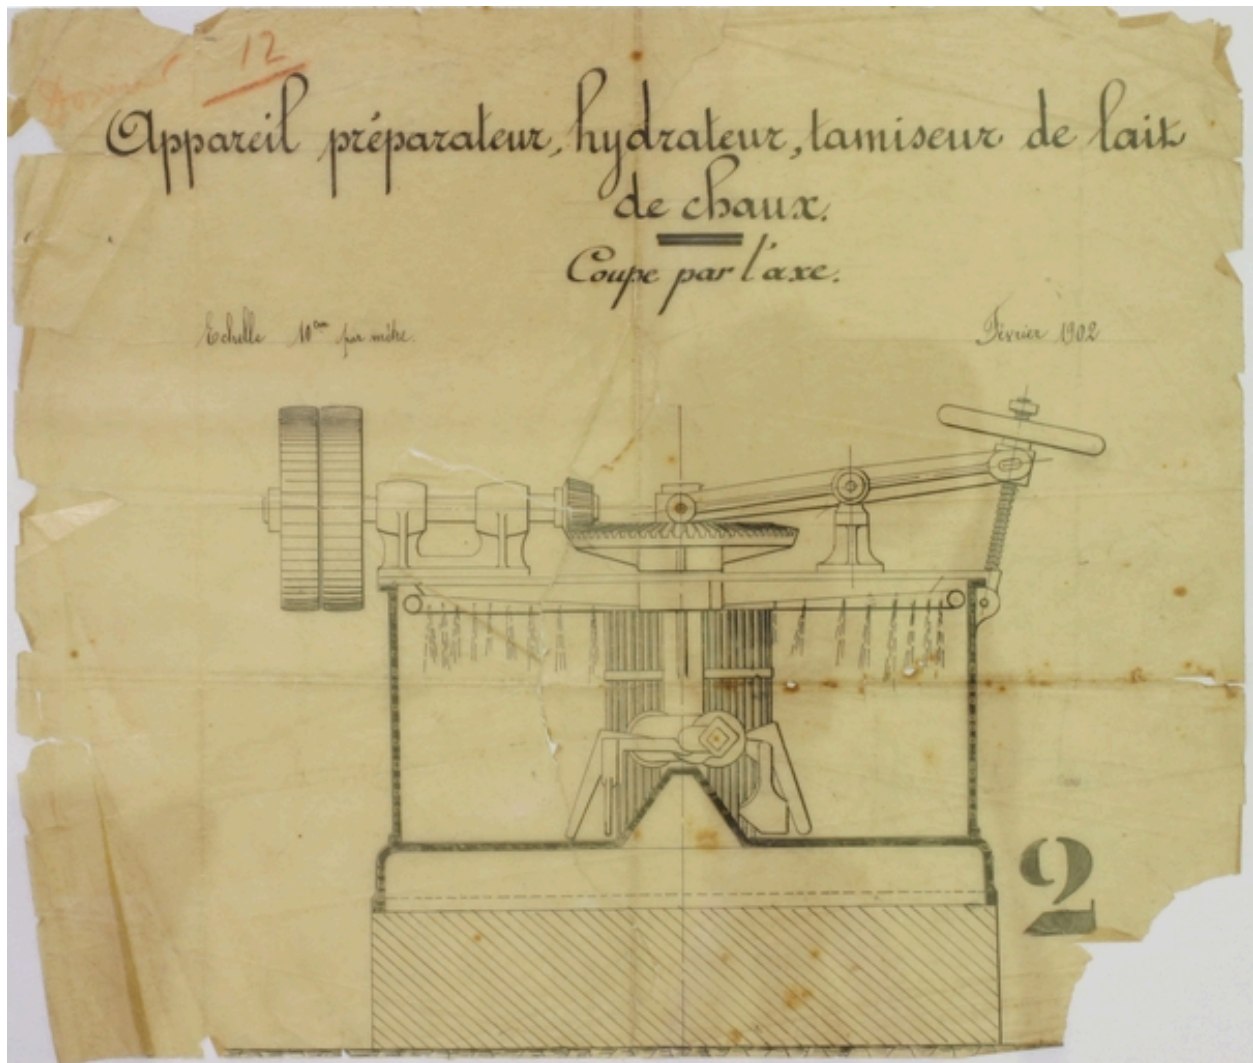 12
Appareil préparateur, hydrateur, tamiseur de lait
de chaux.
Coupe par l'axe.
Echelle 10cm par mètre.
Février 1902
2